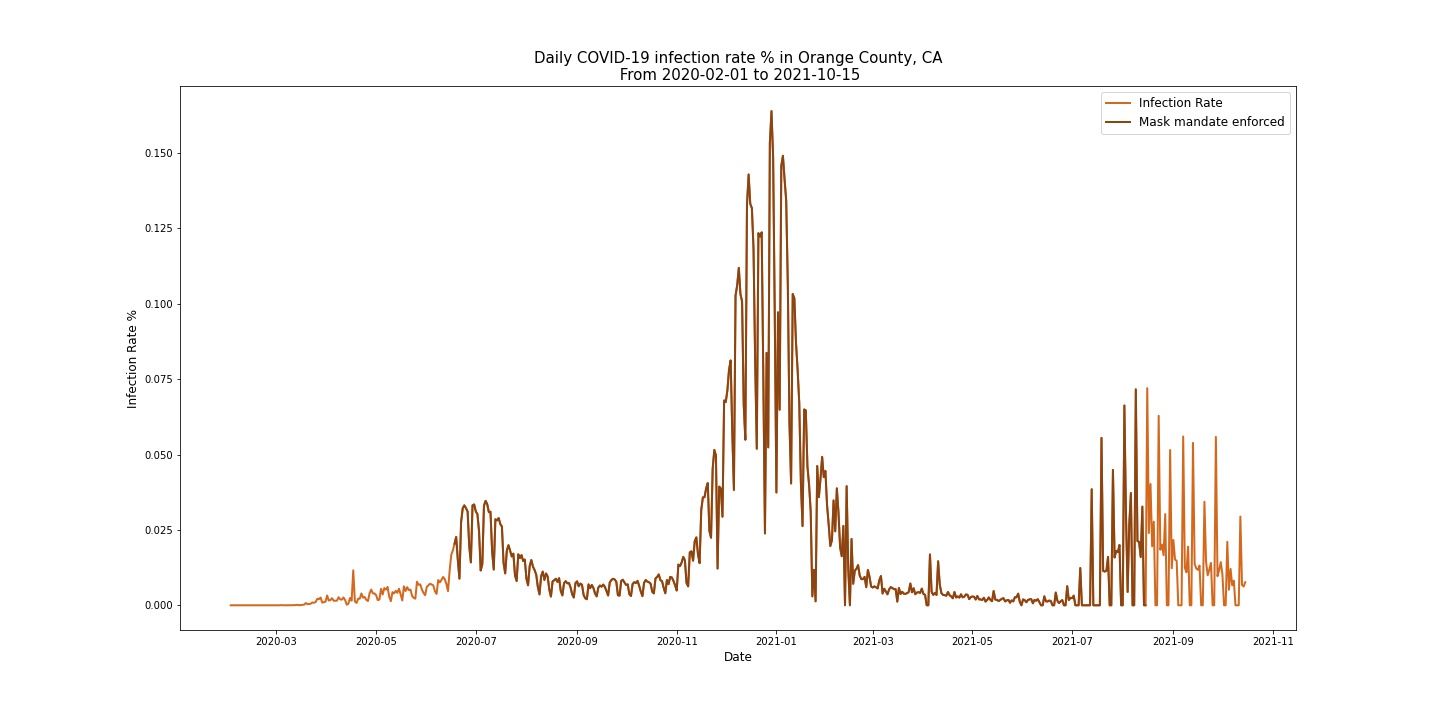 Daily COVID-19 infection rate % in Orange County, CA
From 2020-02-01 to 2021-10-15
Infection Rate
Mask mandate enforced
Infection Rate %
0.150
0.125
0.100
0.075
0.050
0.025
0.000
2020-03 2020-05 2020-07 2020-09 2020-11 2021-01 2021-03 2021-05 2021-07 2021-09 2021-11
Date